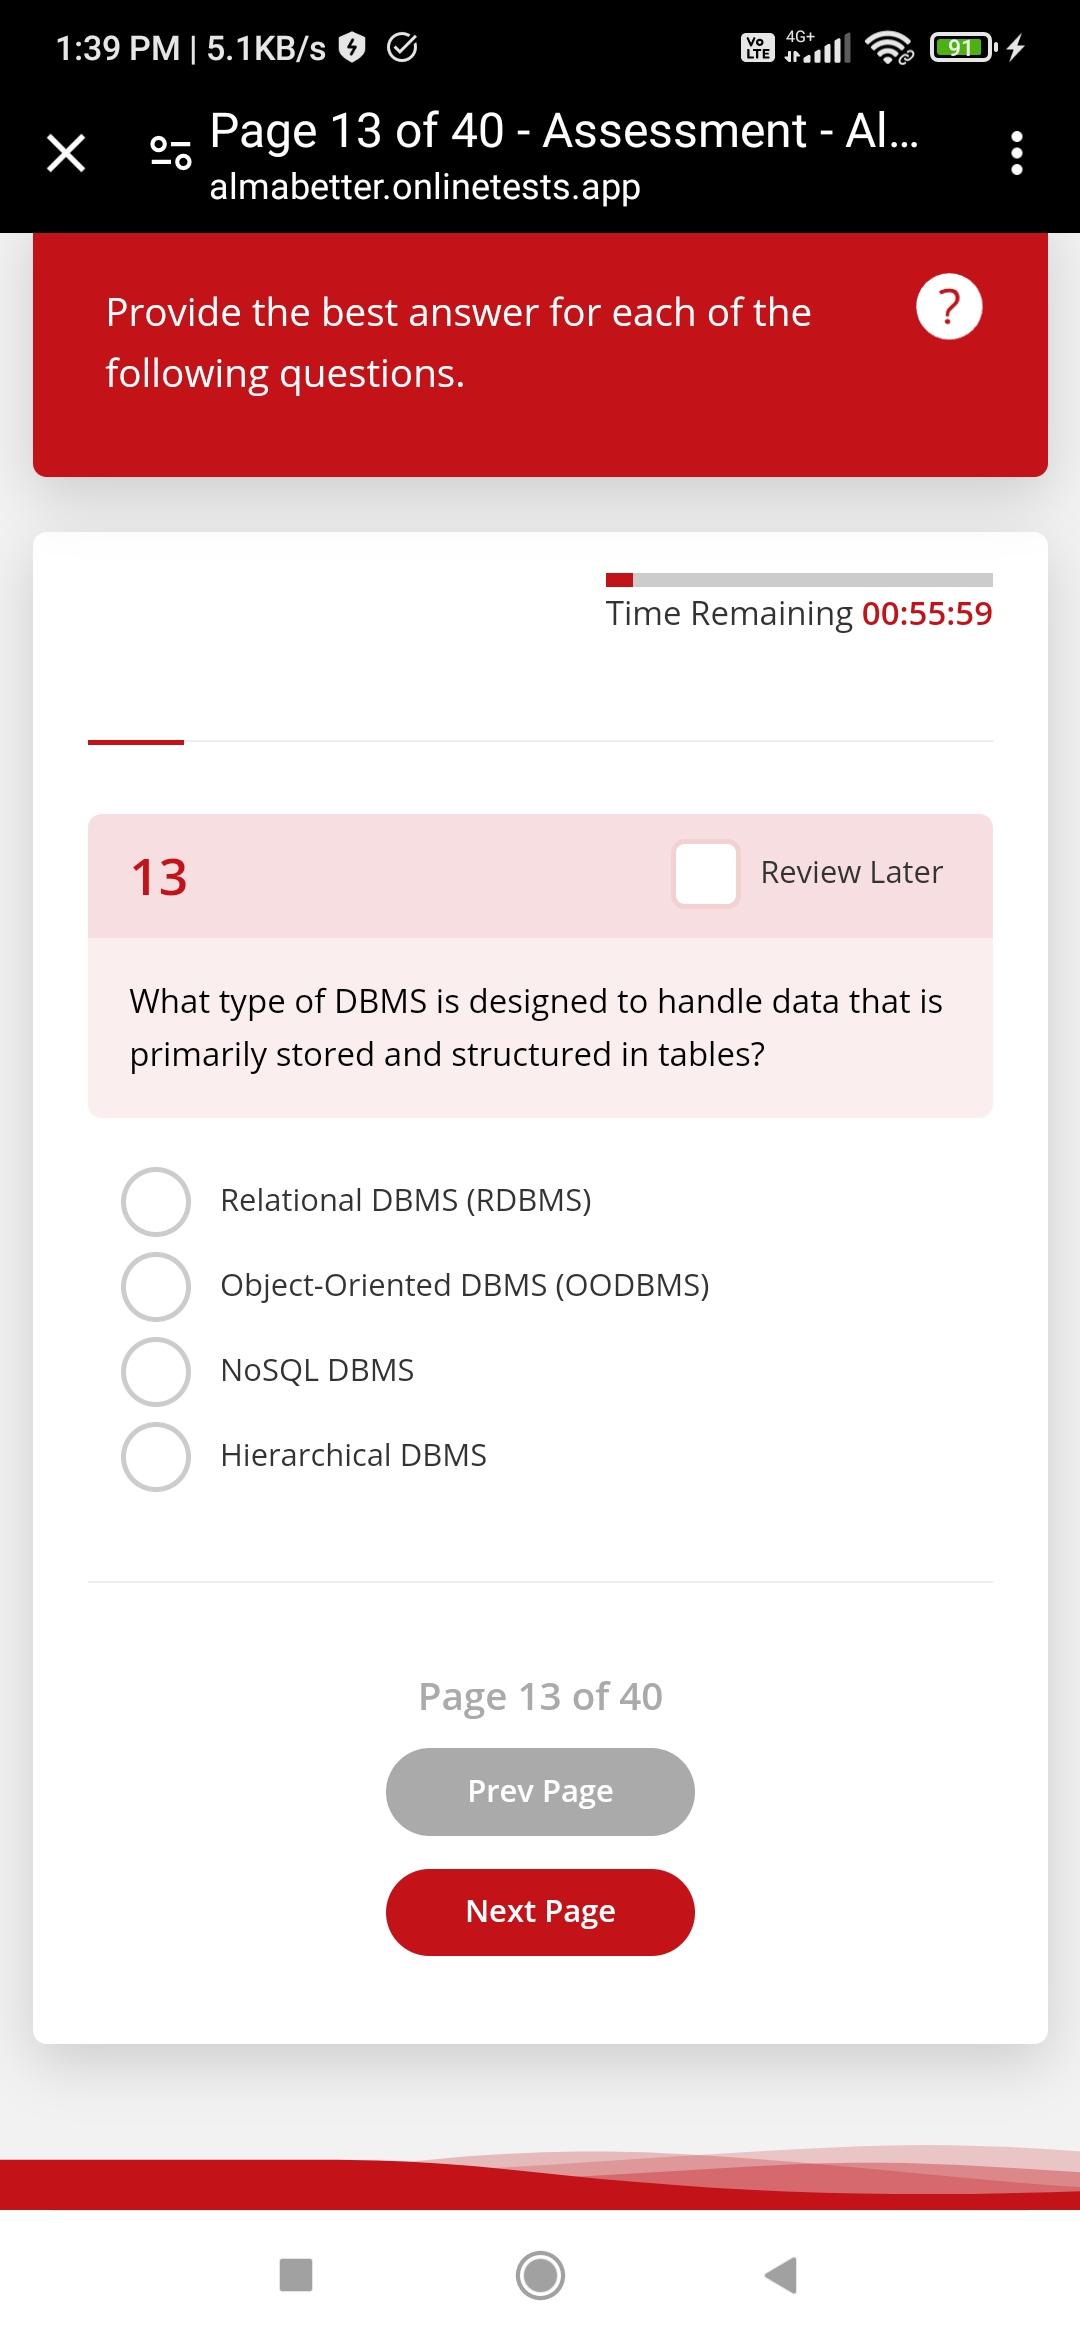 1:39 PM | 5.1KB/s
Vo LTE 4G+ 91
Page 13 of 40 - Assessment - Al...
almabetter.onlinetests.app
Provide the best answer for each of the
following questions.
?
Time Remaining 00:55:59
13
Review Later
What type of DBMS is designed to handle data that is
primarily stored and structured in tables?
Relational DBMS (RDBMS)
Object-Oriented DBMS (OODBMS)
NoSQL DBMS
Hierarchical DBMS
Page 13 of 40
Prev Page
Next Page